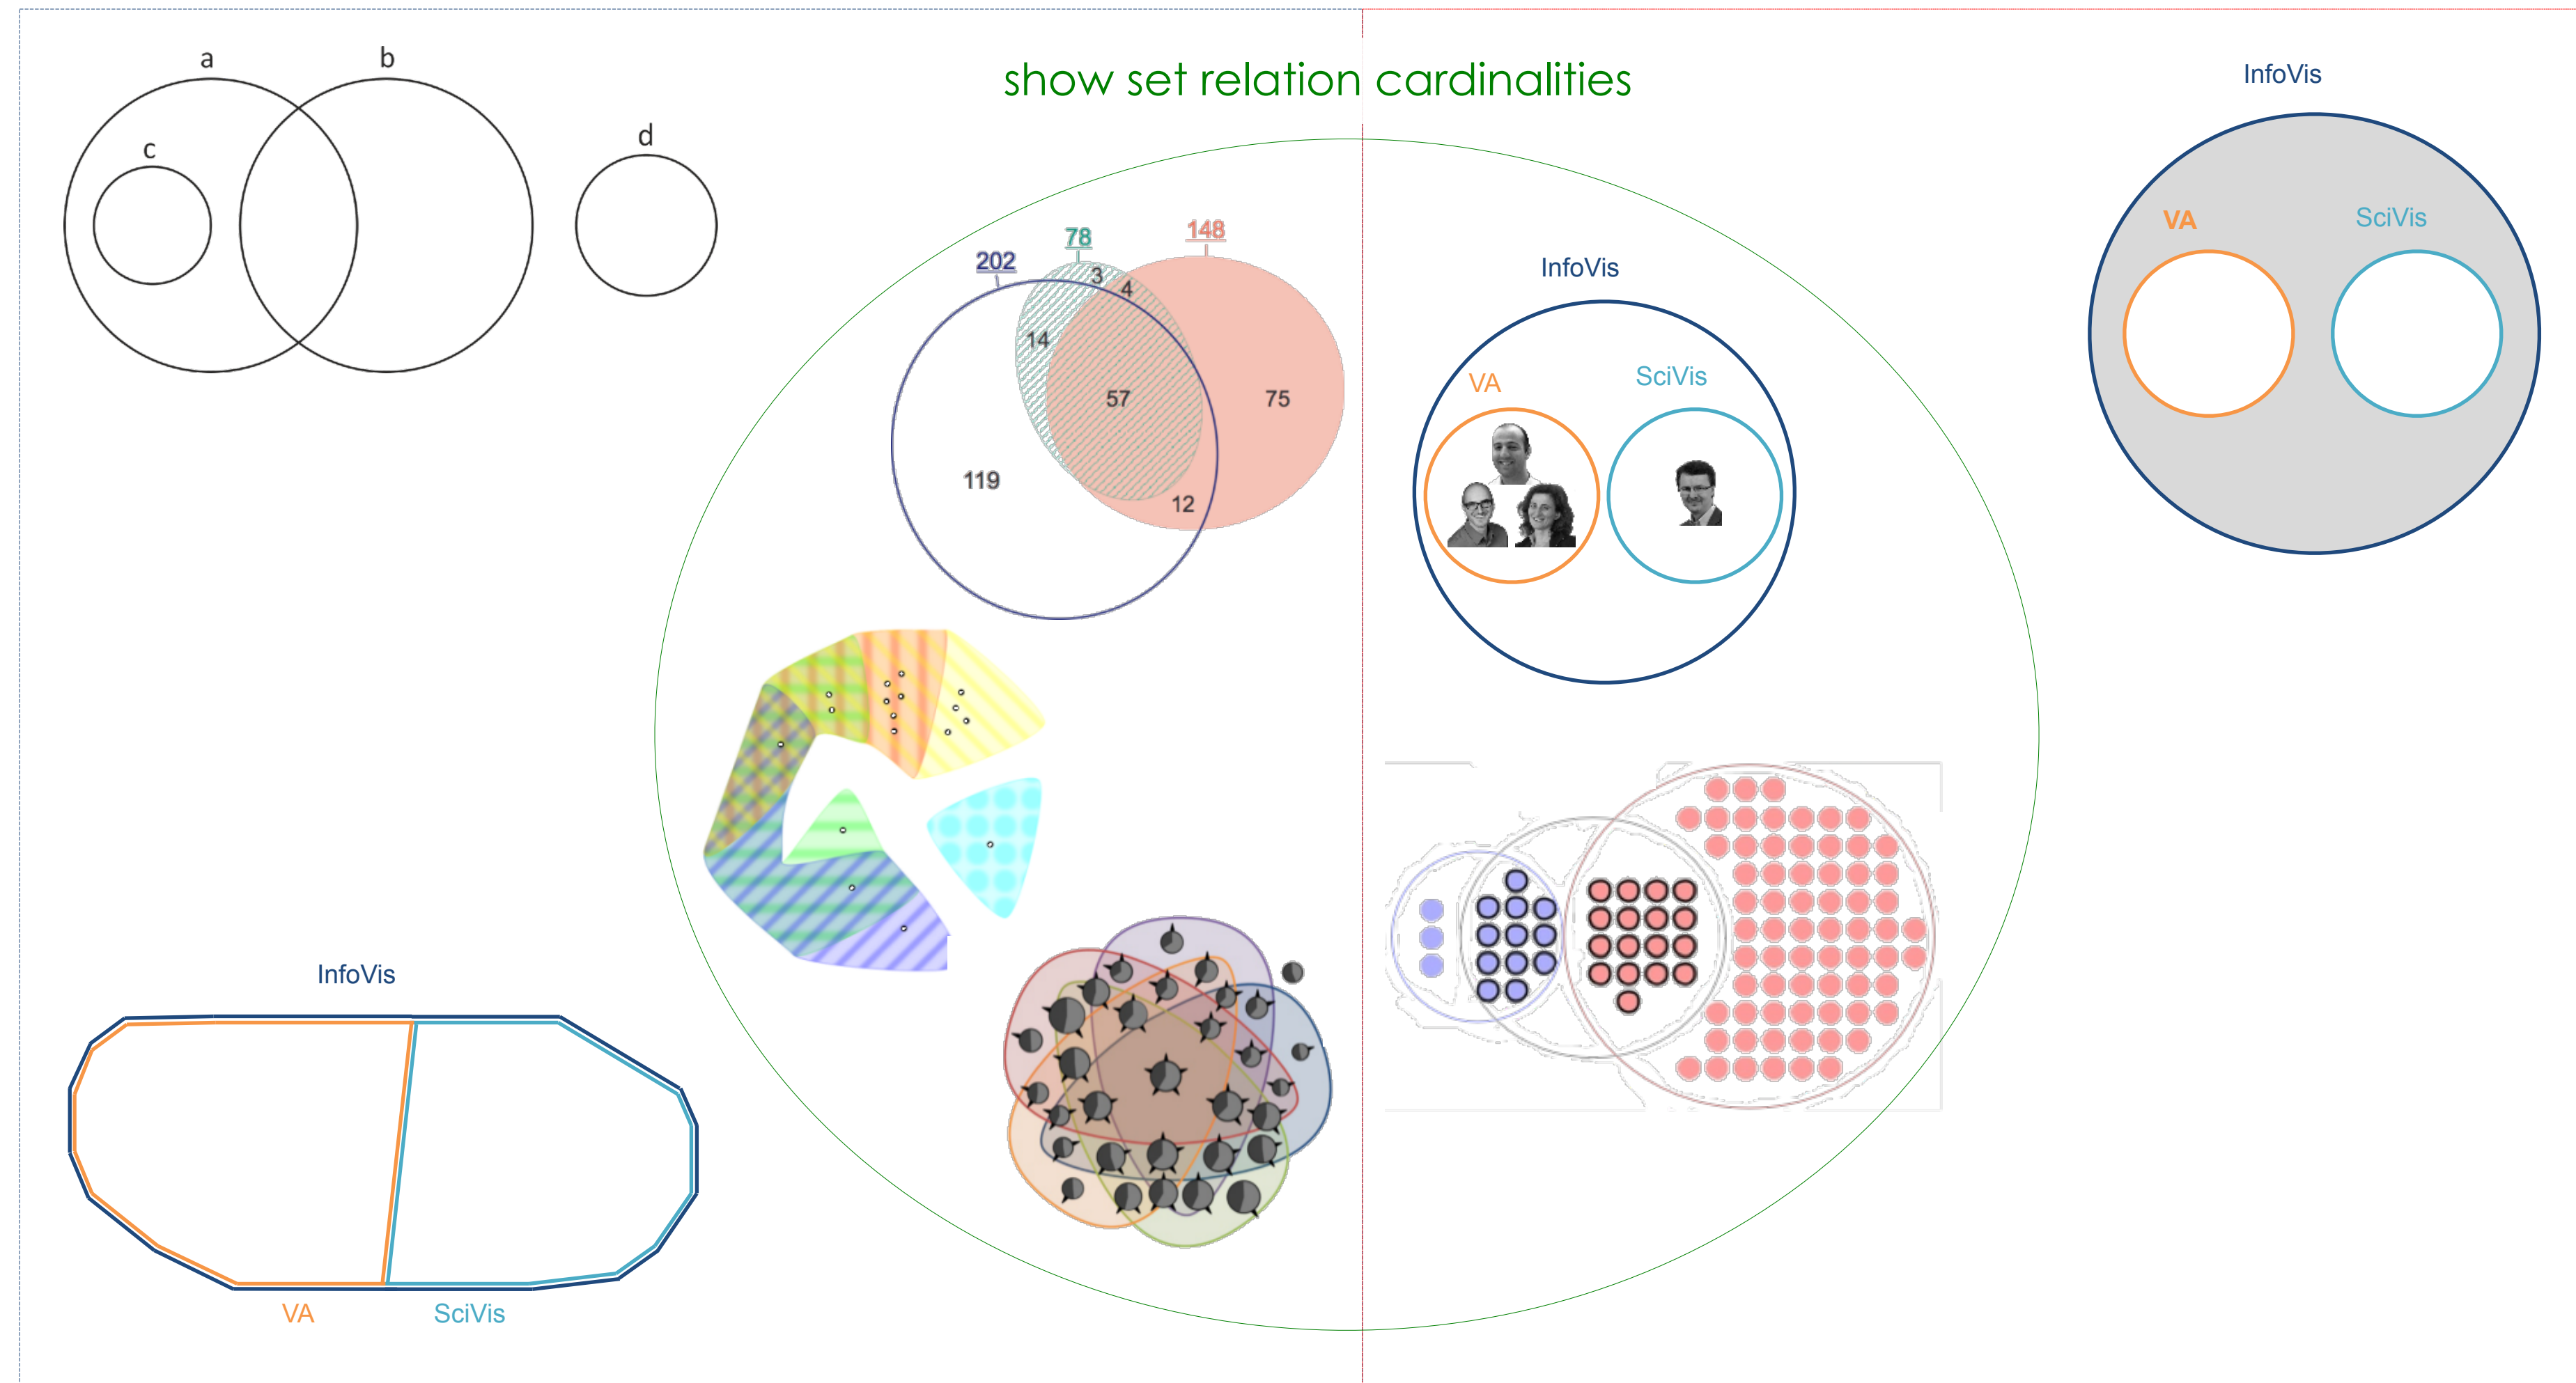 a b
c
d
show set relation cardinalities
InfoVis
VA SciVis
202 78 148
3
4
14
57 75
119
12
InfoVis
VA SciVis
InfoVis
VA SciVis